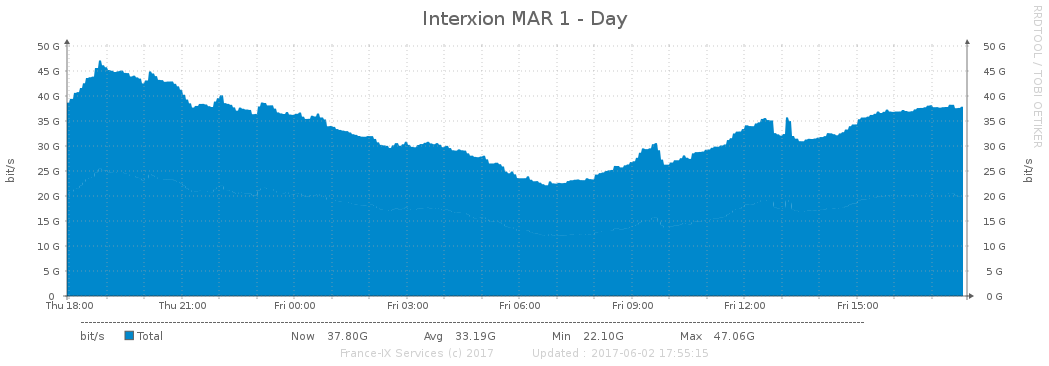 Interxion MAR 1 - Day
RRDTOOL / TOBI OETIKER
50 G 50 G
45 G 45 G
40 G 40 G
35 G 35 G
30 G 30 G
25 G 25 G
20 G 20 G
15 G 15 G
10 G 10 G
5 G 5 G
0 0 G
bit/s bit/s
Thu 18:00 Thu 21:00 Fri 00:00 Fri 03:00 Fri 06:00 Fri 09:00 Fri 12:00 Fri 15:00
bit/s Total Now 37.80G Avg 33.19G Min 22.10G Max 47.06G
France-IX Services (c) 2017 Updated : 2017-06-02 17:55:15